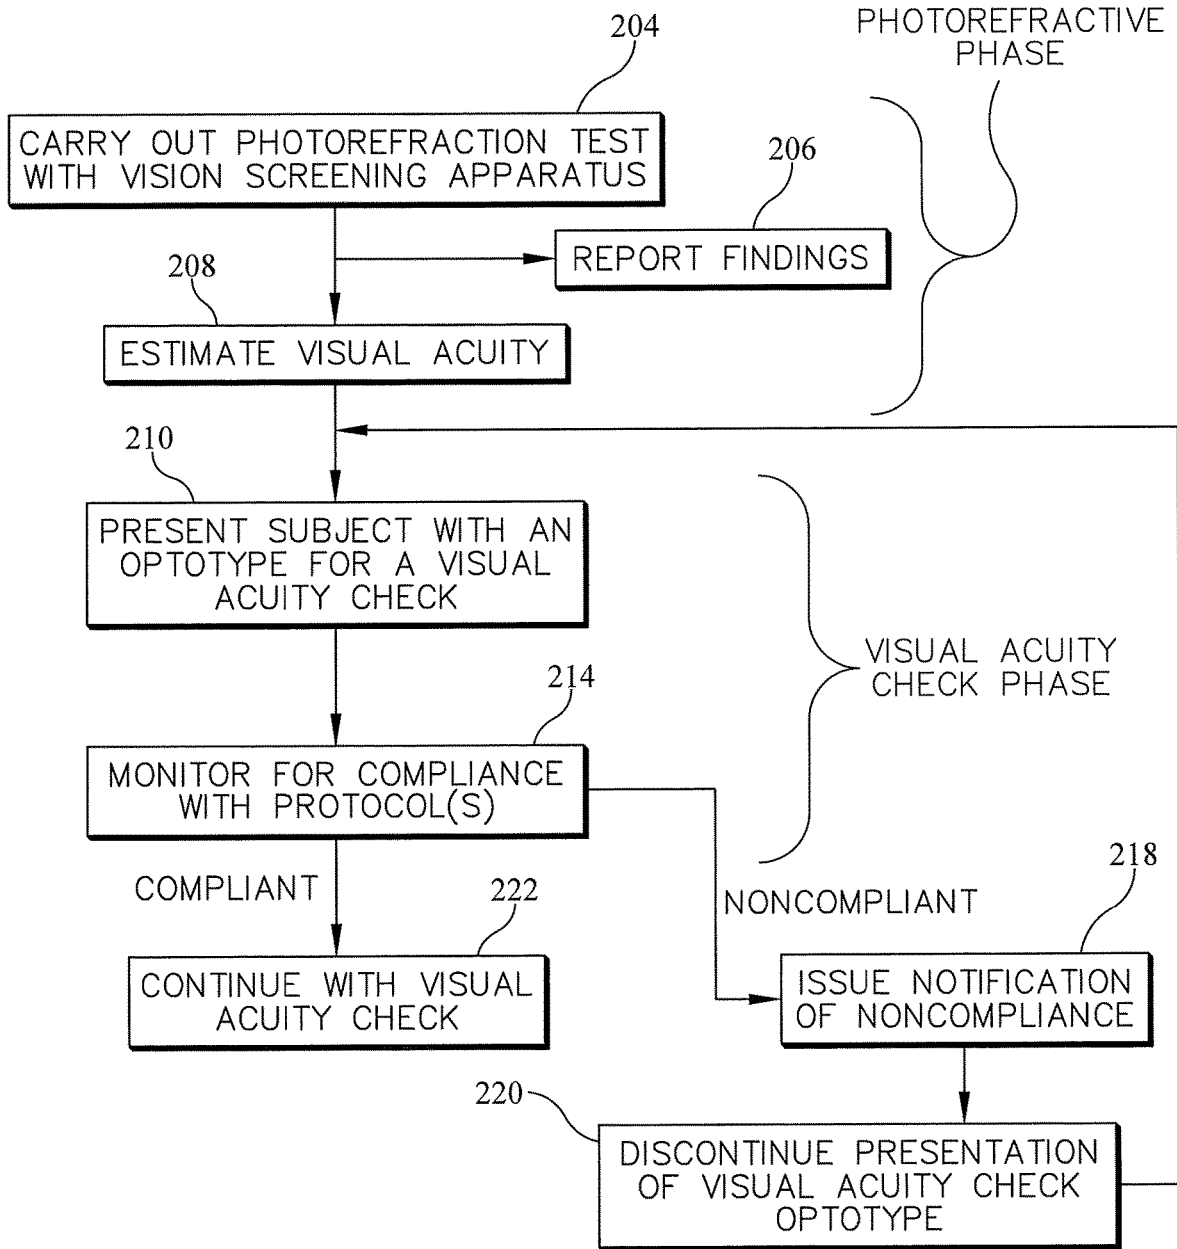 204
PHOTOREFRACTIVE
PHASE
CARRY OUT PHOTOREFRACTION TEST
WITH VISION SCREENING APPARATUS
206
REPORT FINDINGS
208
ESTIMATE VISUAL ACUITY
210
PRESENT SUBJECT WITH AN
OPTOTYPE FOR A VISUAL
ACUITY CHECK
VISUAL ACUITY
CHECK PHASE
214
MONITOR FOR COMPLIANCE
WITH PROTOCOL(S)
COMPLIANT
NONCOMPLIANT
218
222
CONTINUE WITH VISUAL
ACUITY CHECK
ISSUE NOTIFICATION
OF NONCOMPLIANCE
220
DISCONTINUE PRESENTATION
OF VISUAL ACUITY CHECK
OPTOTYPE